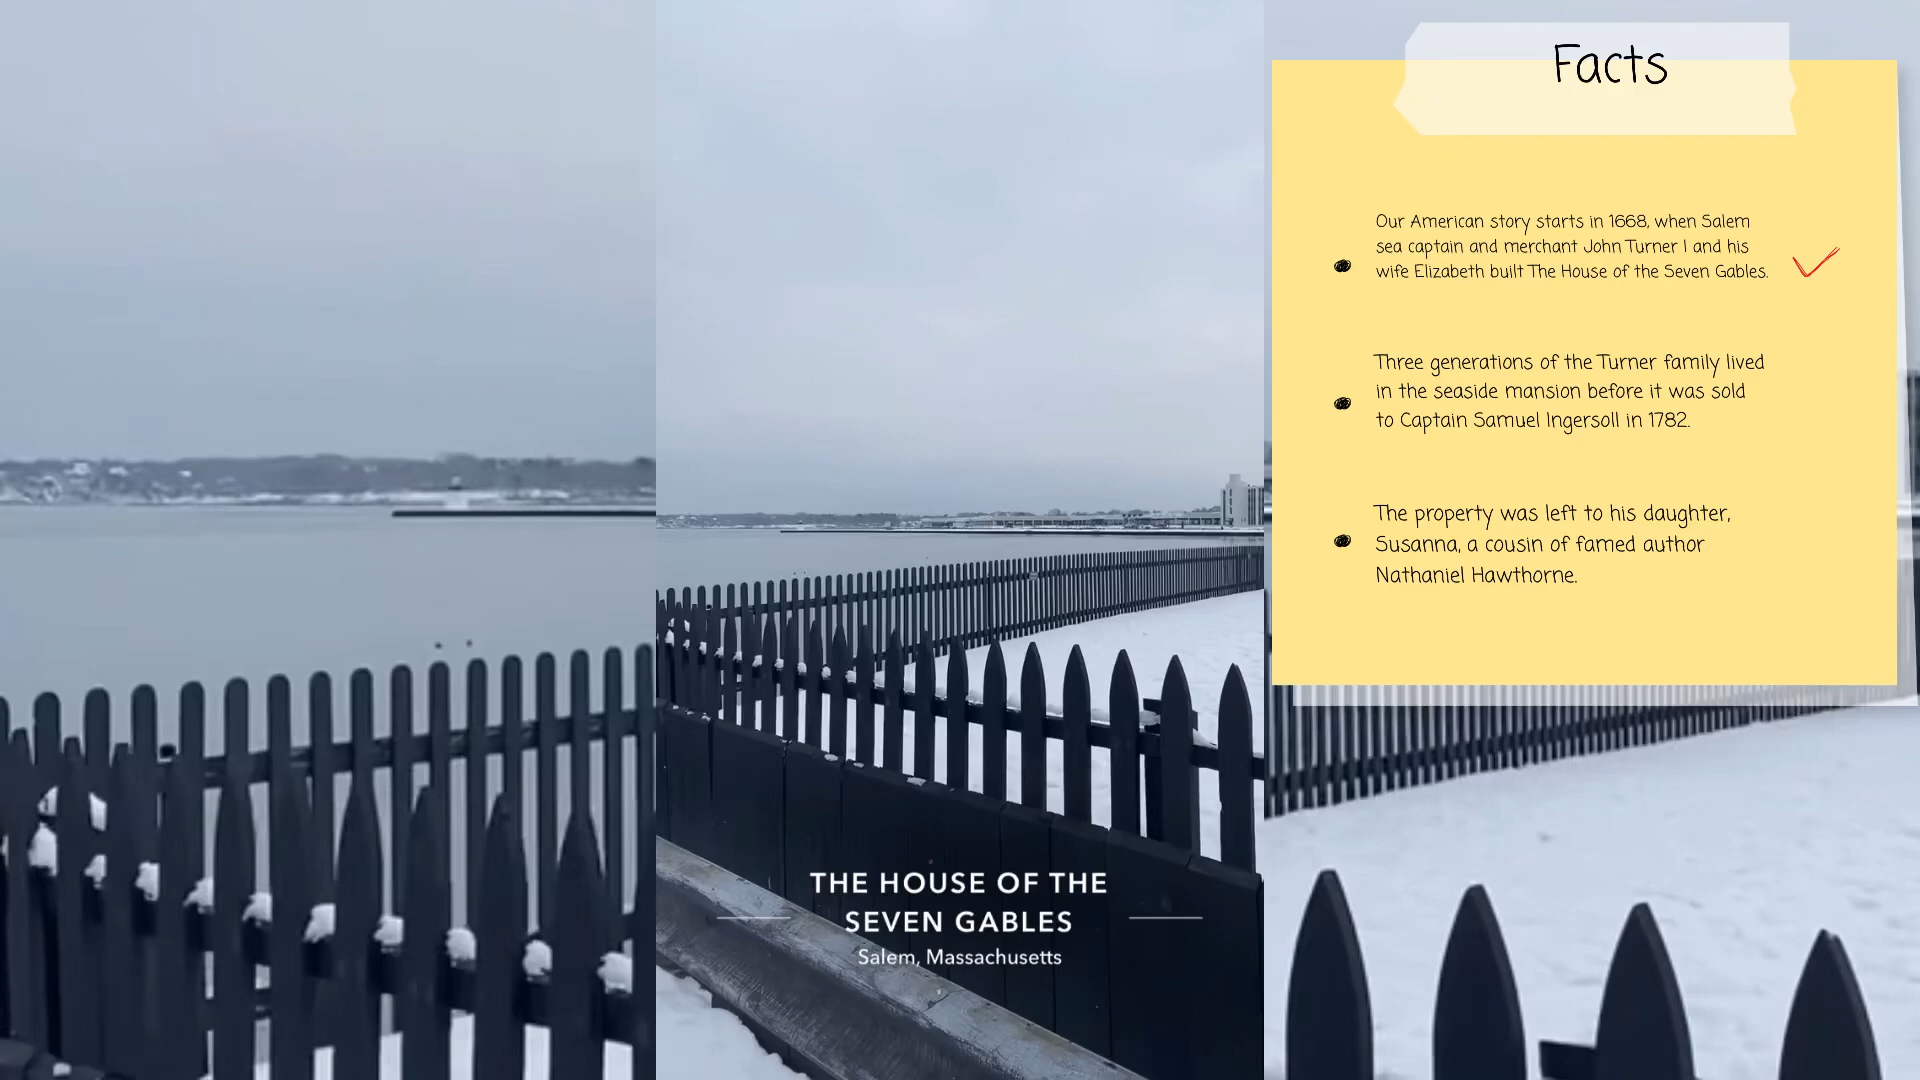 THE HOUSE OF THE
SEVEN GABLES
Salem, Massachusetts
Facts
Our American story starts in 1668, when Salem
sea captain and merchant John Turner I and his
wife Elizabeth built The House of the Seven Gables.
Three generations of the Turner family lived
in the seaside mansion before it was sold
to Captain Samuel Ingersoll in 1782.
The property was left to his daughter,
Susanna, a cousin of famed author
Nathaniel Hawthorne.